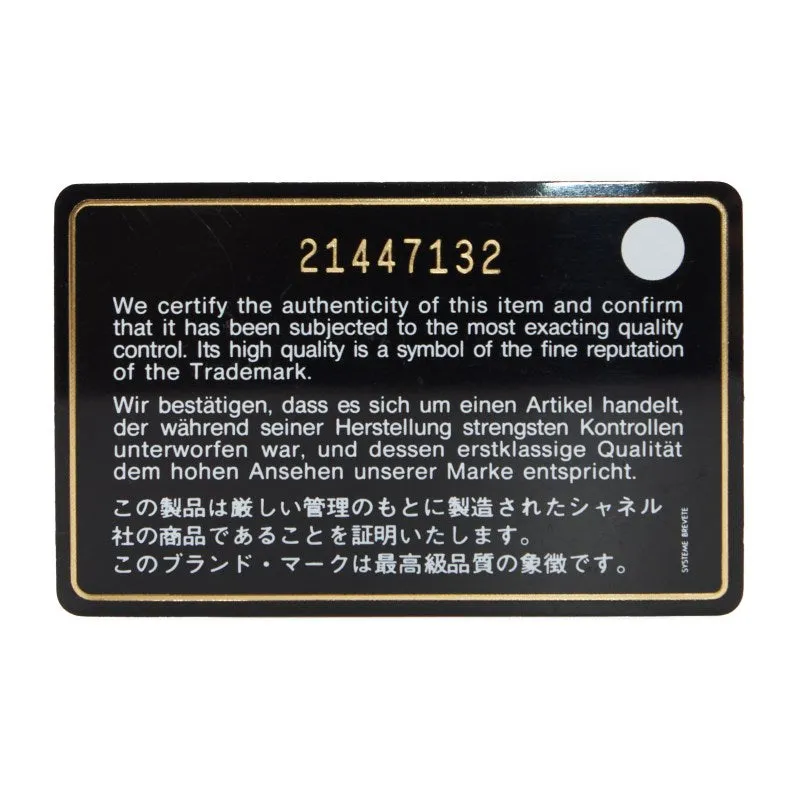 21447132
We certify the authenticity of this item and confirm
that it has been subjected to the most exacting quality
control. Its high quality is a symbol of the fine reputation
of the Trademark.
Wir bestätigen, dass es sich um einen Artikel handelt,
der während seiner Herstellung strengsten Kontrollen
unterworfen war, und dessen erstklassige Qualität
dem hohen Ansehen unserer Marke entspricht.
この製品は厳しい管理のもとに製造されたシャネル
社の商品であることを証明いたします。
このブランド・マークは最高級品質の象徴です。
SYSTEME BREVETE